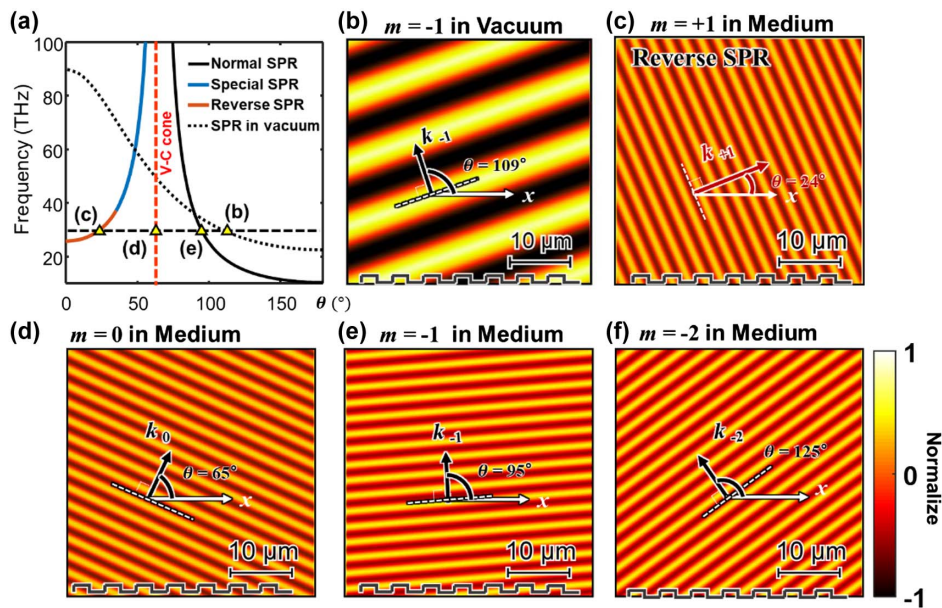 (a)
100
80
60
40
20
0
50
100
150
θ (°)
Frequency (THz)
Normal SPR
Special SPR
Reverse SPR
SPR in vacuum
V-C cone
(c)
(d)
(e)
(b)
(b) m = -1 in Vacuum
k -1
θ = 109°
x
10 μm
(c) m = +1 in Medium
Reverse SPR
k +1
θ = 24°
x
10 μm
(d) m = 0 in Medium
k 0
θ = 65°
x
10 μm
(e) m = -1 in Medium
k -1
θ = 95°
x
10 μm
(f) m = -2 in Medium
k -2
θ = 125°
x
10 μm
1
0
-1
Normalize